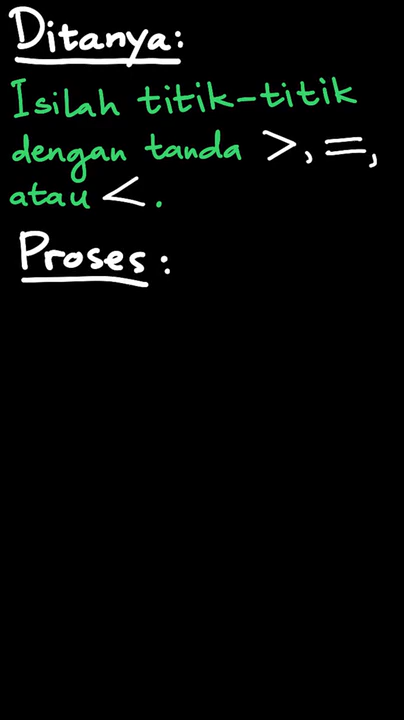 Ditanya:
Isilah titik-titik
dengan tanda >, =,
atau < .
Proses :